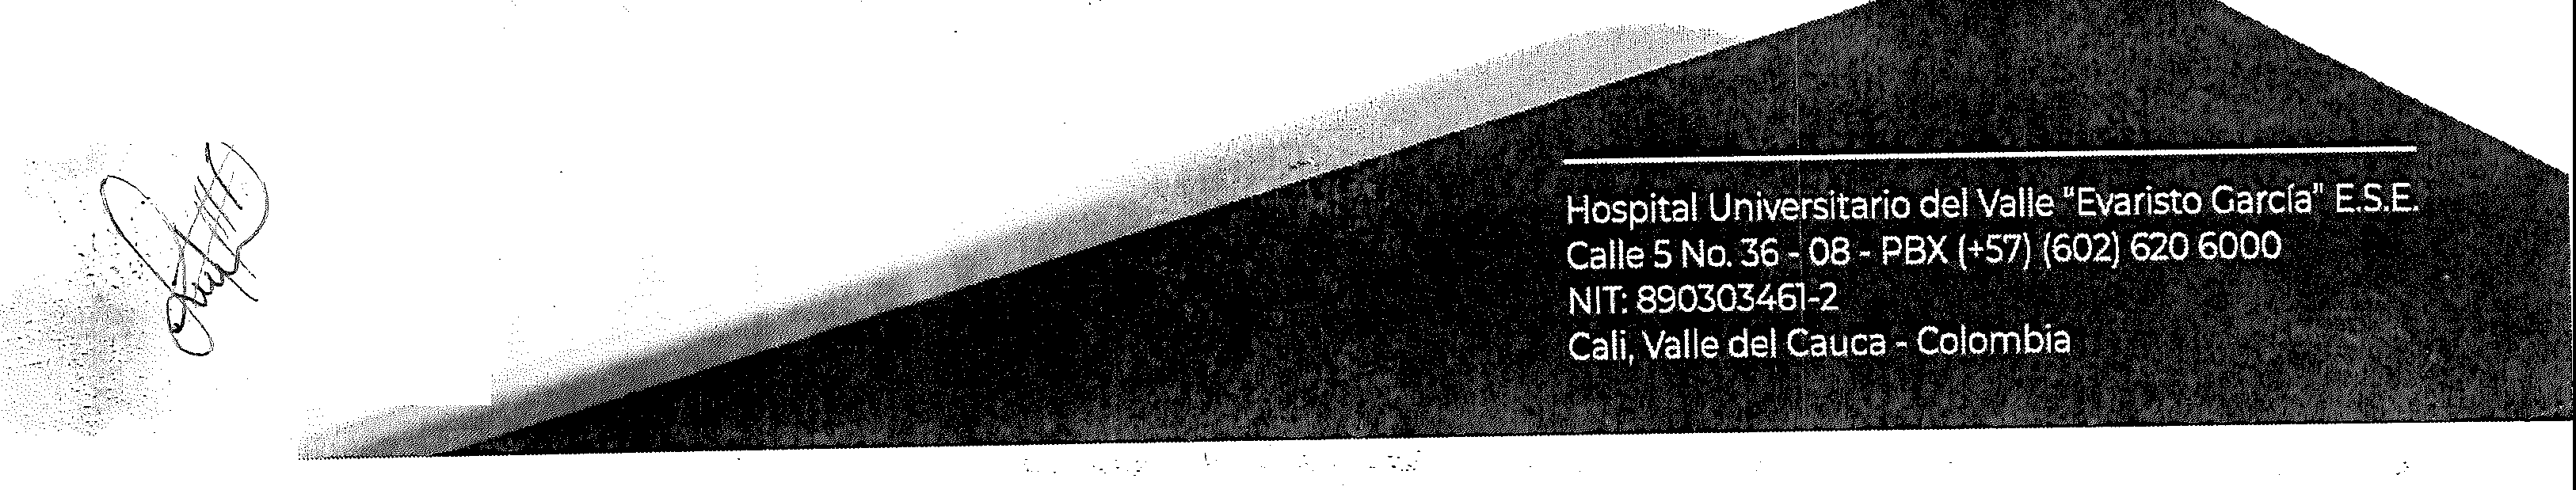 Hospital Universitario del Valle “Evaristo García” E.S.E.
Calle 5 No. 36 - 08 - PBX (+57) (602) 620 6000
NIT: 890303461-2
Cali, Valle del Cauca - Colombia